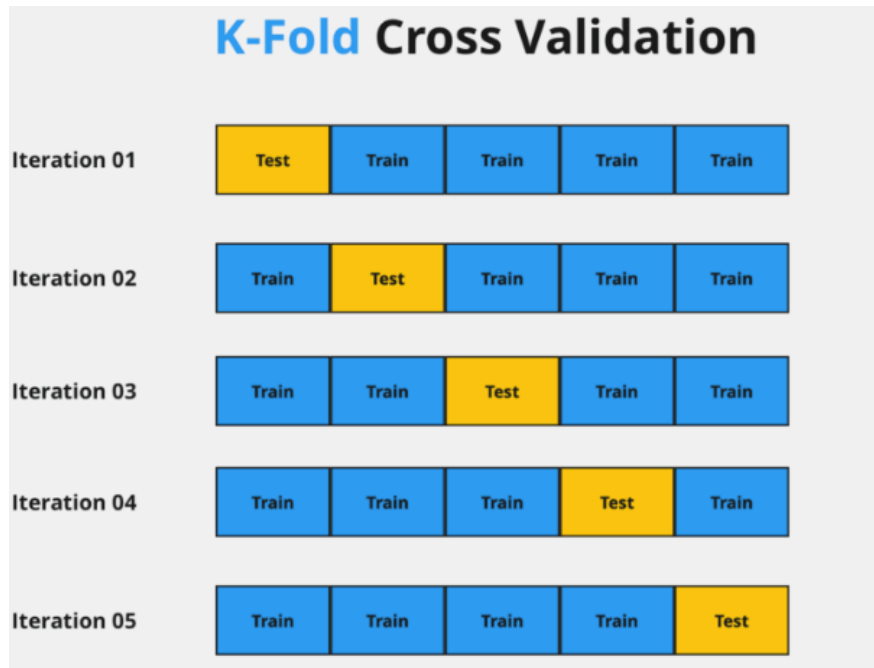 K-Fold Cross Validation
Iteration 01 Test Train Train Train Train
Iteration 02 Train Test Train Train Train
Iteration 03 Train Train Test Train Train
Iteration 04 Train Train Train Test Train
Iteration 05 Train Train Train Train Test